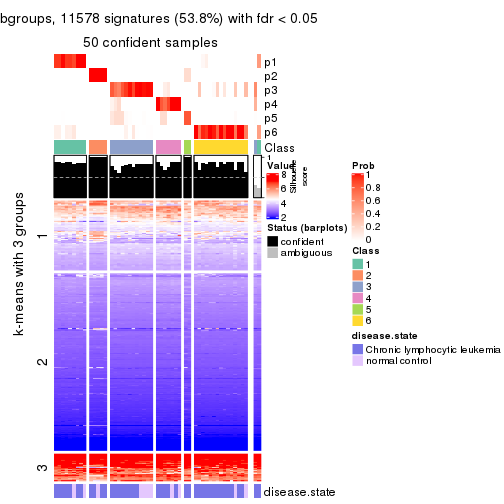 bgroups, 11578 signatures (53.8%) with fdr < 0.05
50 confident samples
p1
p2
p3
p4
p5
p6
Class
1
Silhouette
score
k-means with 3 groups
1
2
3
disease.state
Value
8
6
4
2
Status (barplots)
confident
ambiguous
Prob
1
0.8
0.6
0.4
0.2
0
Class
1
2
3
4
5
6
disease.state
Chronic lymphocytic leukemia
normal control